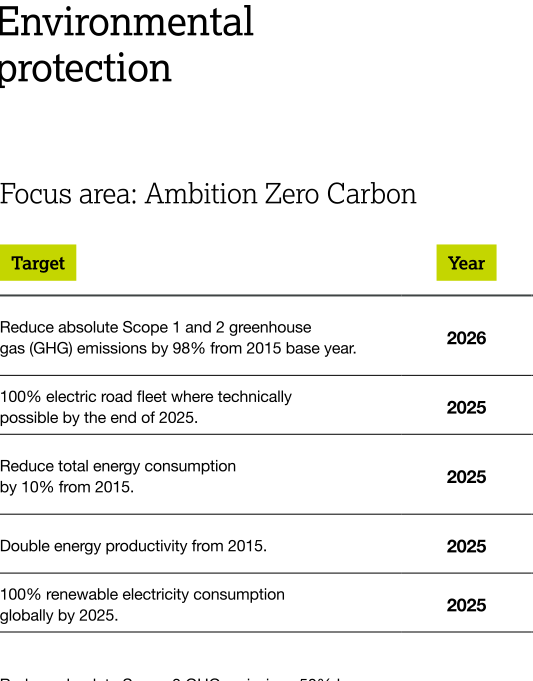 Environmental
protection
Focus area: Ambition Zero Carbon
Target Year
Reduce absolute Scope 1 and 2 greenhouse
gas (GHG) emissions by 98% from 2015 base year.
2026
100% electric road fleet where technically
possible by the end of 2025.
2025
Reduce total energy consumption
by 10% from 2015.
2025
Double energy productivity from 2015. 2025
100% renewable electricity consumption
globally by 2025.
2025